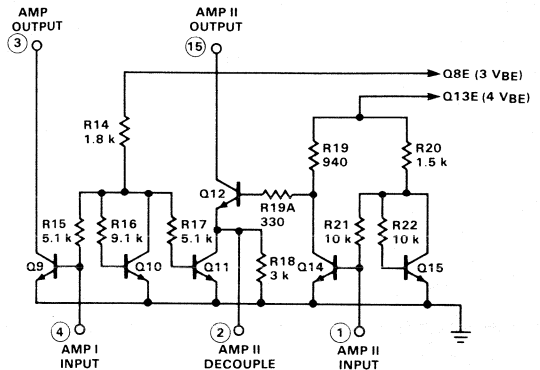 AMP
OUTPUT
3
AMP II
OUTPUT
15
Q8E (3 VBE)
Q13E (4 VBE)
R14
1.8 k
R19
940
R20
1.5 k
Q12
R19A
330
R15
5.1 k
R16
9.1 k
R17
5.1 k
R21
10 k
R22
10 k
R18
3 k
Q9
Q10
Q11
Q14
Q15
4
AMP I
INPUT
2
AMP II
DECOUPLE
1
AMP II
INPUT